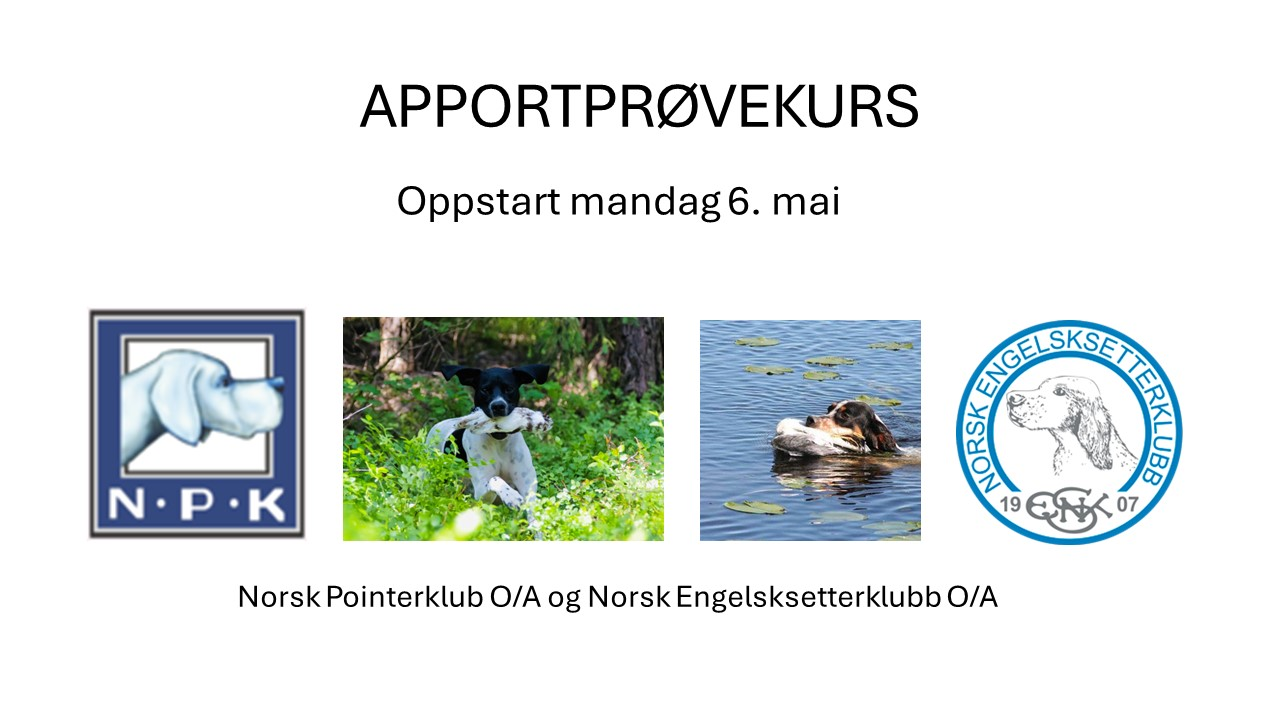 APPORTPRØVEKURS
Oppstart mandag 6. mai
N·P·K
NORSK ENGELSKSETTERKLUBB
19 07
Norsk Pointerklub O/A og Norsk Engelsksetterklubb O/A